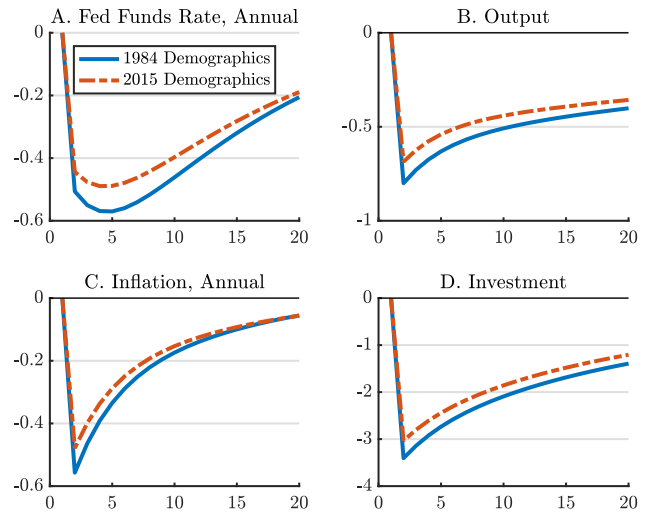 A. Fed Funds Rate, Annual
0
-0.2
-0.4
-0.6
0 5 10 15 20
1984 Demographics
2015 Demographics
B. Output
0
-0.5
-1
0 5 10 15 20
C. Inflation, Annual
0
-0.2
-0.4
-0.6
0 5 10 15 20
D. Investment
0
-1
-2
-3
-4
0 5 10 15 20